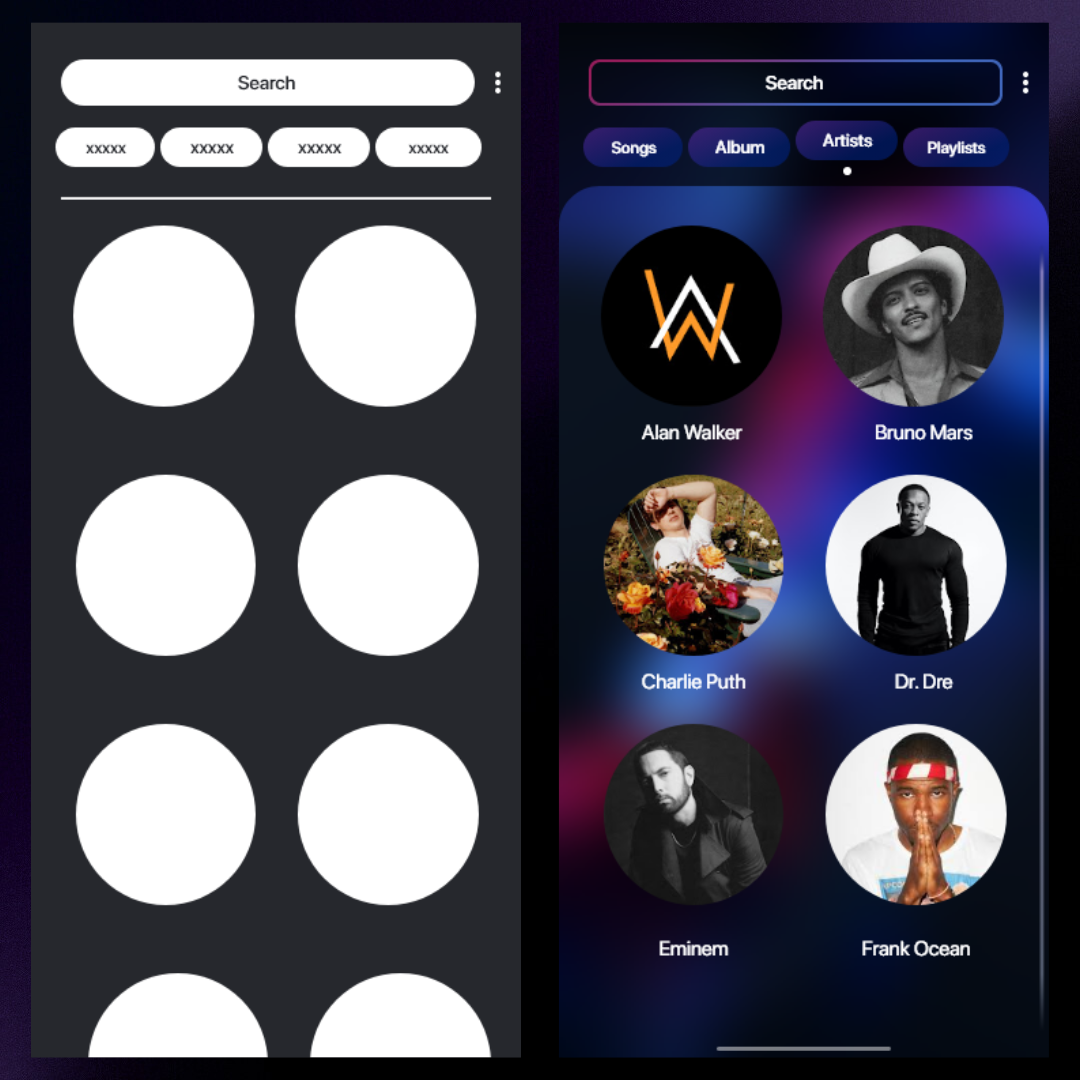 Search
xxxxx xxxxx xxxxx xxxxx
Search
Songs Album Artists Playlists
Alan Walker Bruno Mars
Charlie Puth Dr. Dre
Eminem Frank Ocean